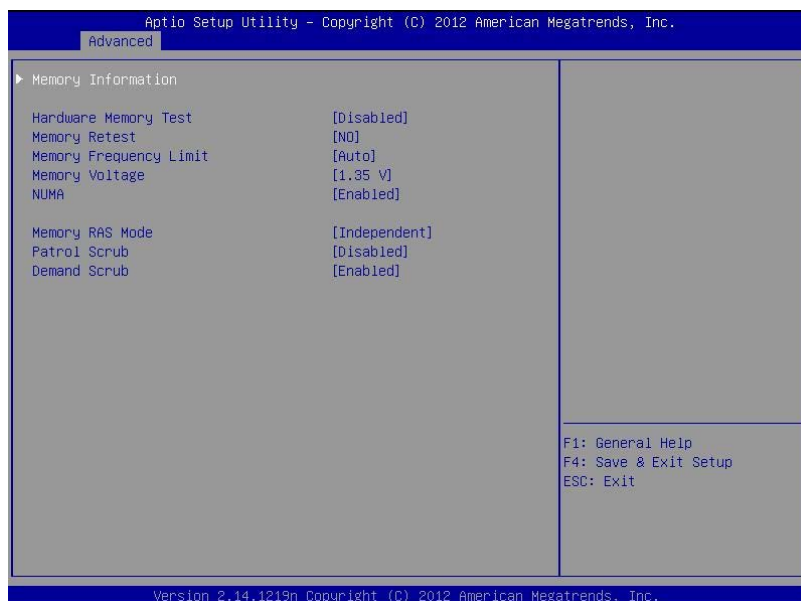 Aptio Setup Utility – Copyright (C) 2012 American Megatrends, Inc.
Advanced
Memory Information
Hardware Memory Test [Disabled]
Memory Retest [NO]
Memory Frequency Limit [Auto]
Memory Voltage [1.35 V]
NUMA [Enabled]
Memory RAS Mode [Independent]
Patrol Scrub [Disabled]
Demand Scrub [Enabled]
F1: General Help
F4: Save & Exit Setup
ESC: Exit
Version 2.14.1219n Copyright (C) 2012 American Megatrends, Inc.